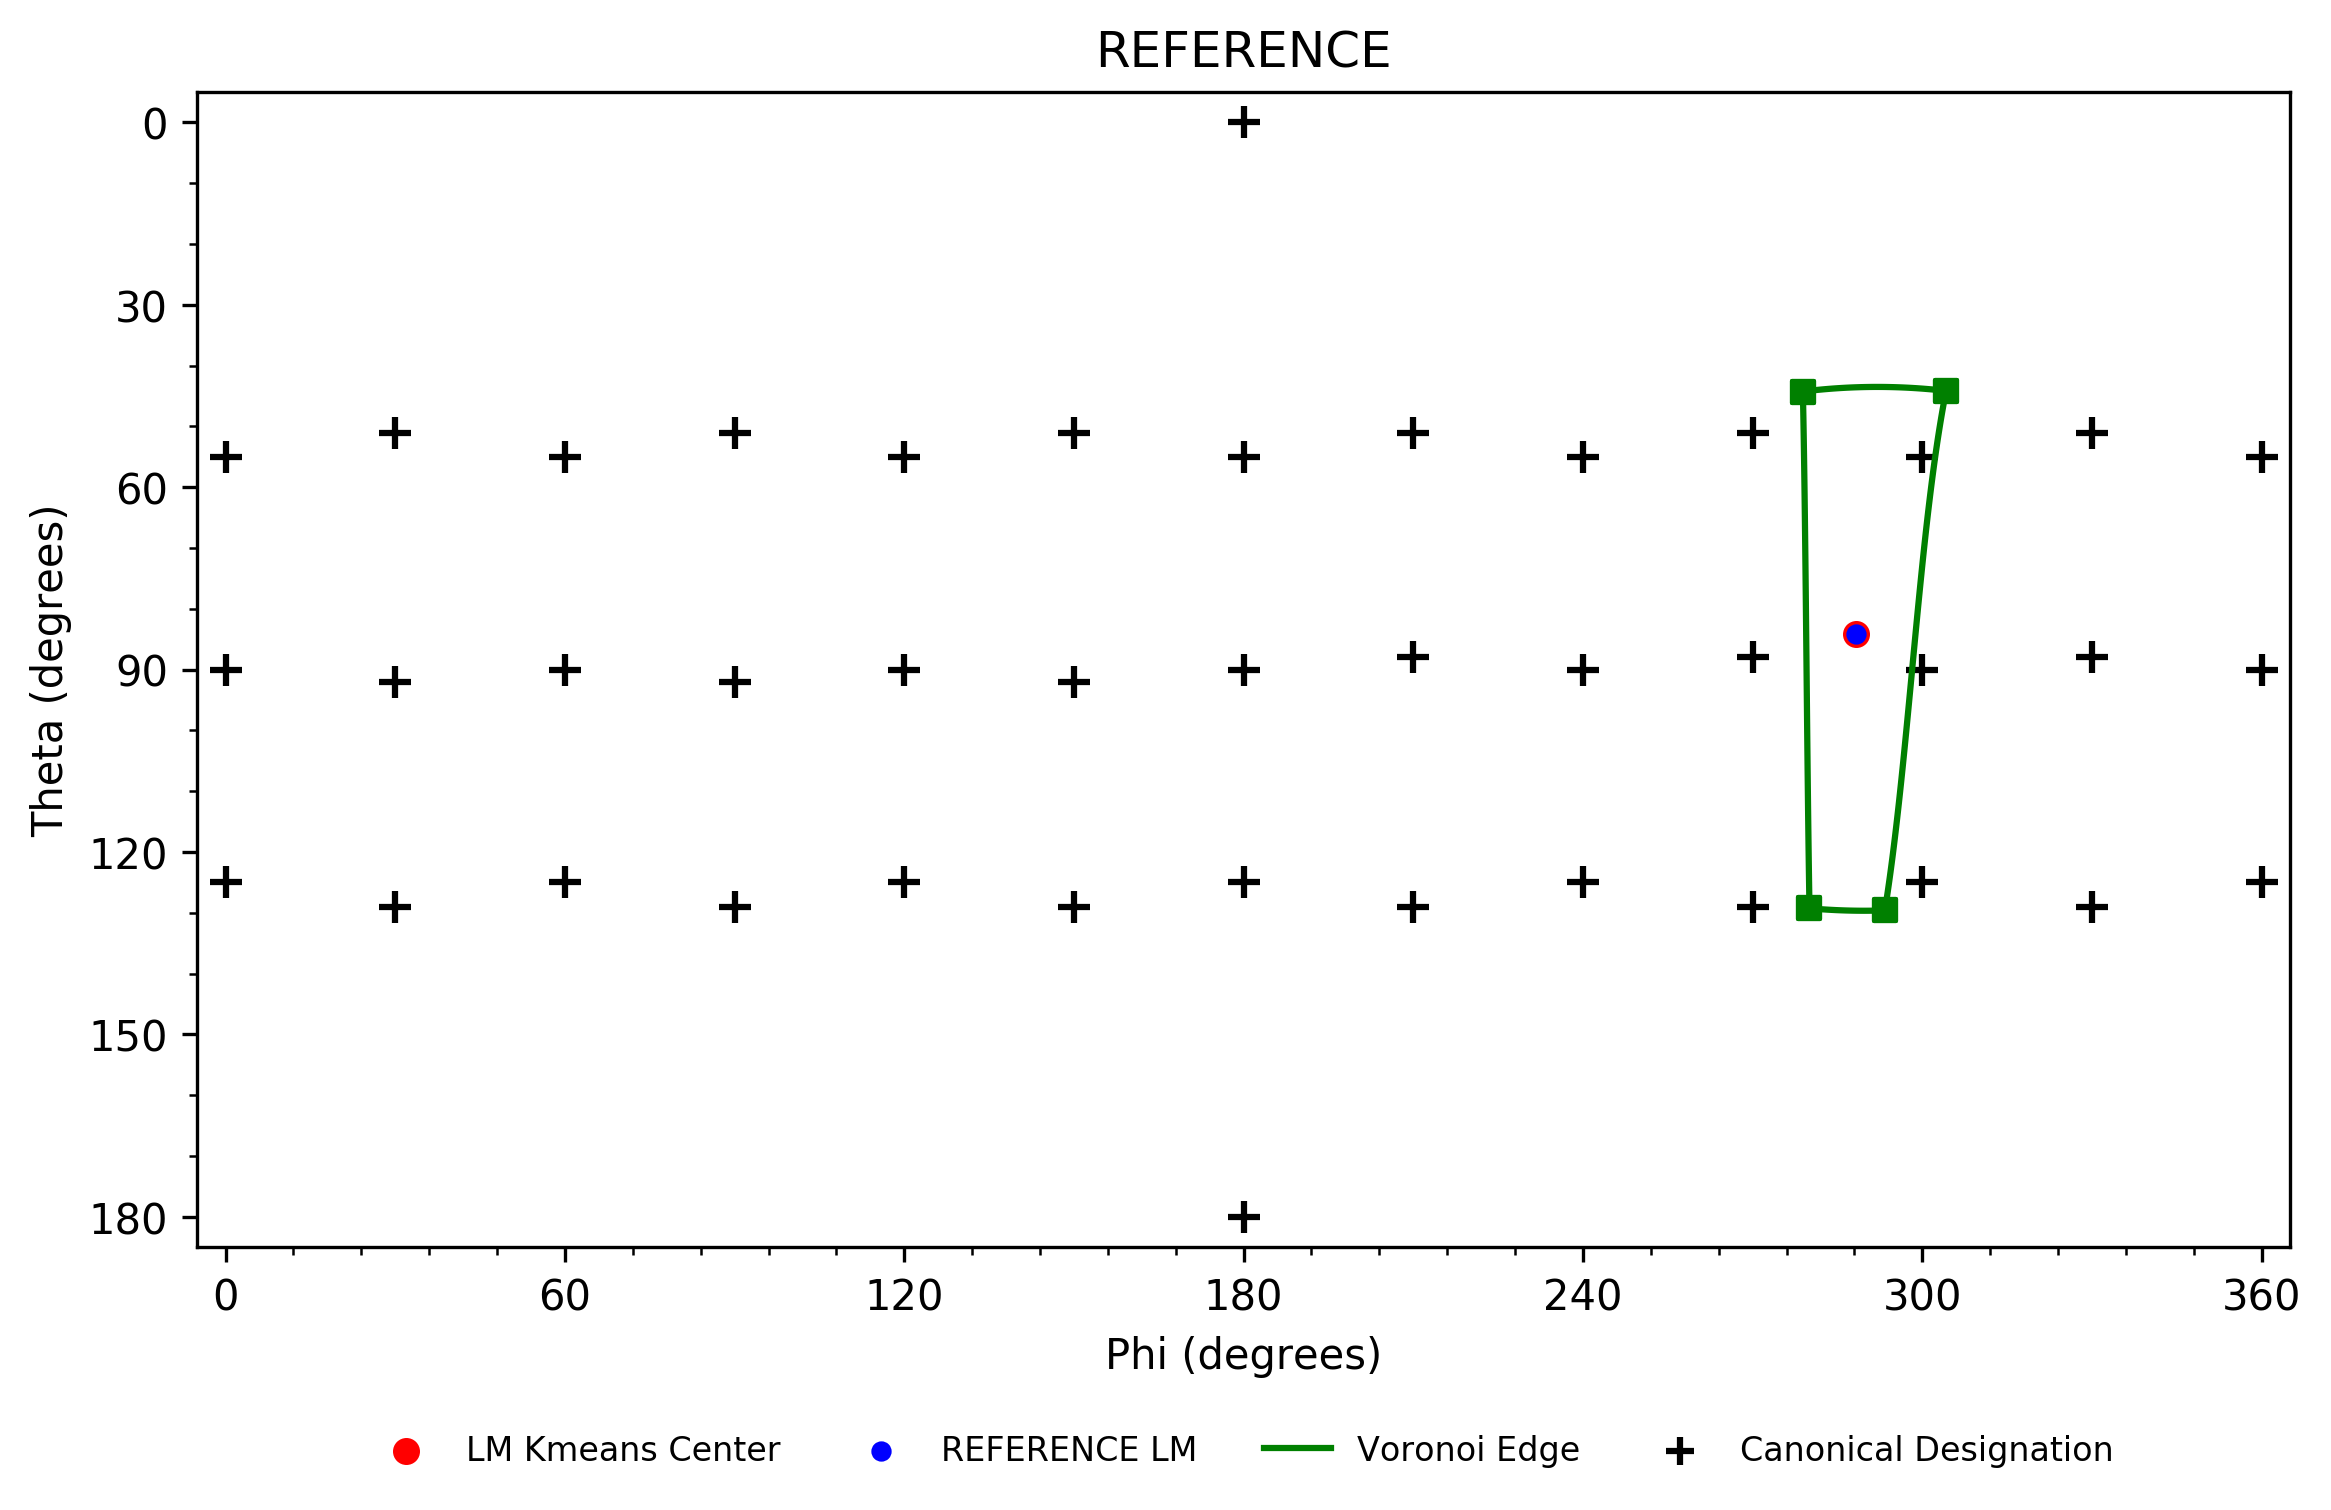 REFERENCE
0
30
60
90
120
150
180
Theta (degrees)
0 60 120 180 240 300 360
Phi (degrees)
LM Kmeans Center REFERENCE LM Voronoi Edge Canonical Designation